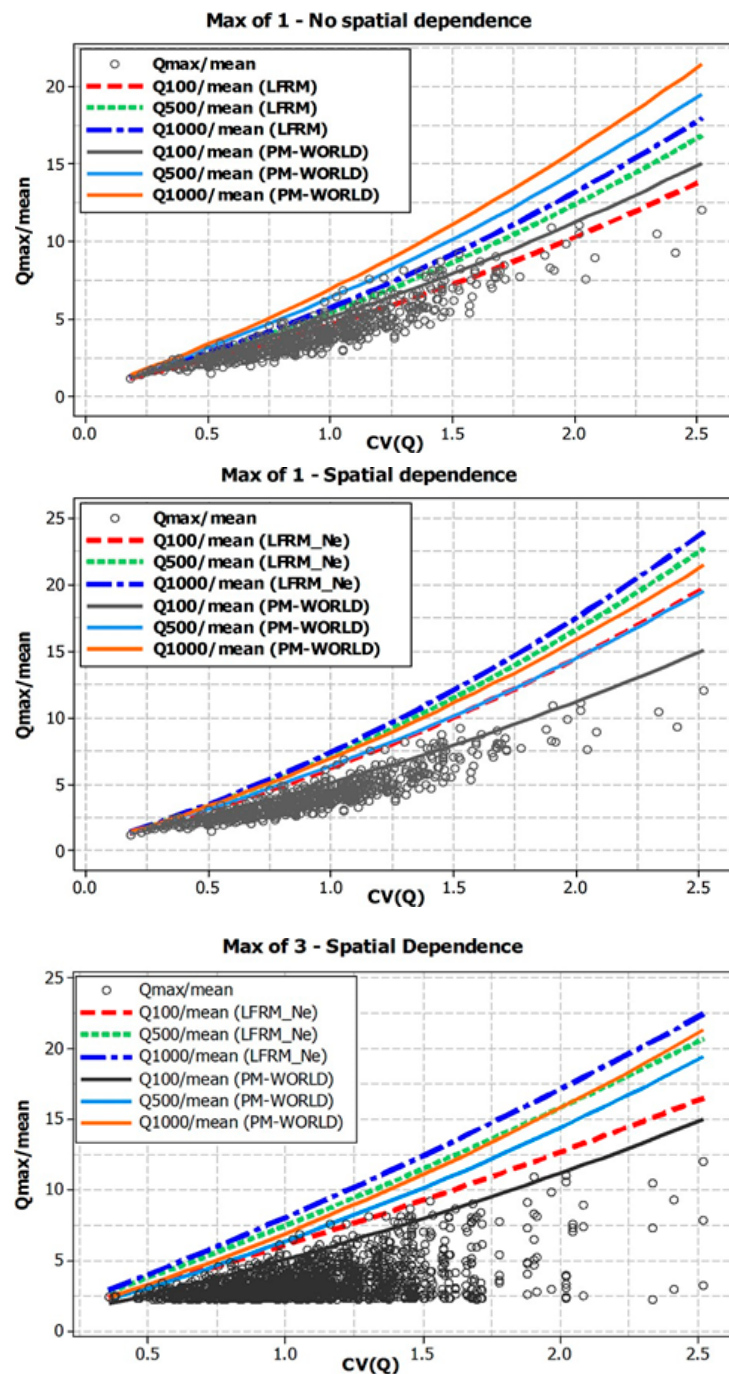 Max of 1 - No spatial dependence
Qmax/mean
Q100/mean (LFRM)
Q500/mean (LFRM)
Q1000/mean (LFRM)
Q100/mean (PM-WORLD)
Q500/mean (PM-WORLD)
Q1000/mean (PM-WORLD)
Qmax/mean
20
15
10
5
0
0.0 0.5 1.0 1.5 2.0 2.5
CV(Q)
Max of 1 - Spatial dependence
Qmax/mean
Q100/mean (LFRM_Ne)
Q500/mean (LFRM_Ne)
Q1000/mean (LFRM_Ne)
Q100/mean (PM-WORLD)
Q500/mean (PM-WORLD)
Q1000/mean (PM-WORLD)
Qmax/mean
25
20
15
10
5
0
0.0 0.5 1.0 1.5 2.0 2.5
CV(Q)
Max of 3 - Spatial Dependence
Qmax/mean
Q100/mean (LFRM_Ne)
Q500/mean (LFRM_Ne)
Q1000/mean (LFRM_Ne)
Q100/mean (PM-WORLD)
Q500/mean (PM-WORLD)
Q1000/mean (PM-WORLD)
Qmax/mean
25
20
15
10
5
0
0.5 1.0 1.5 2.0 2.5
CV(Q)